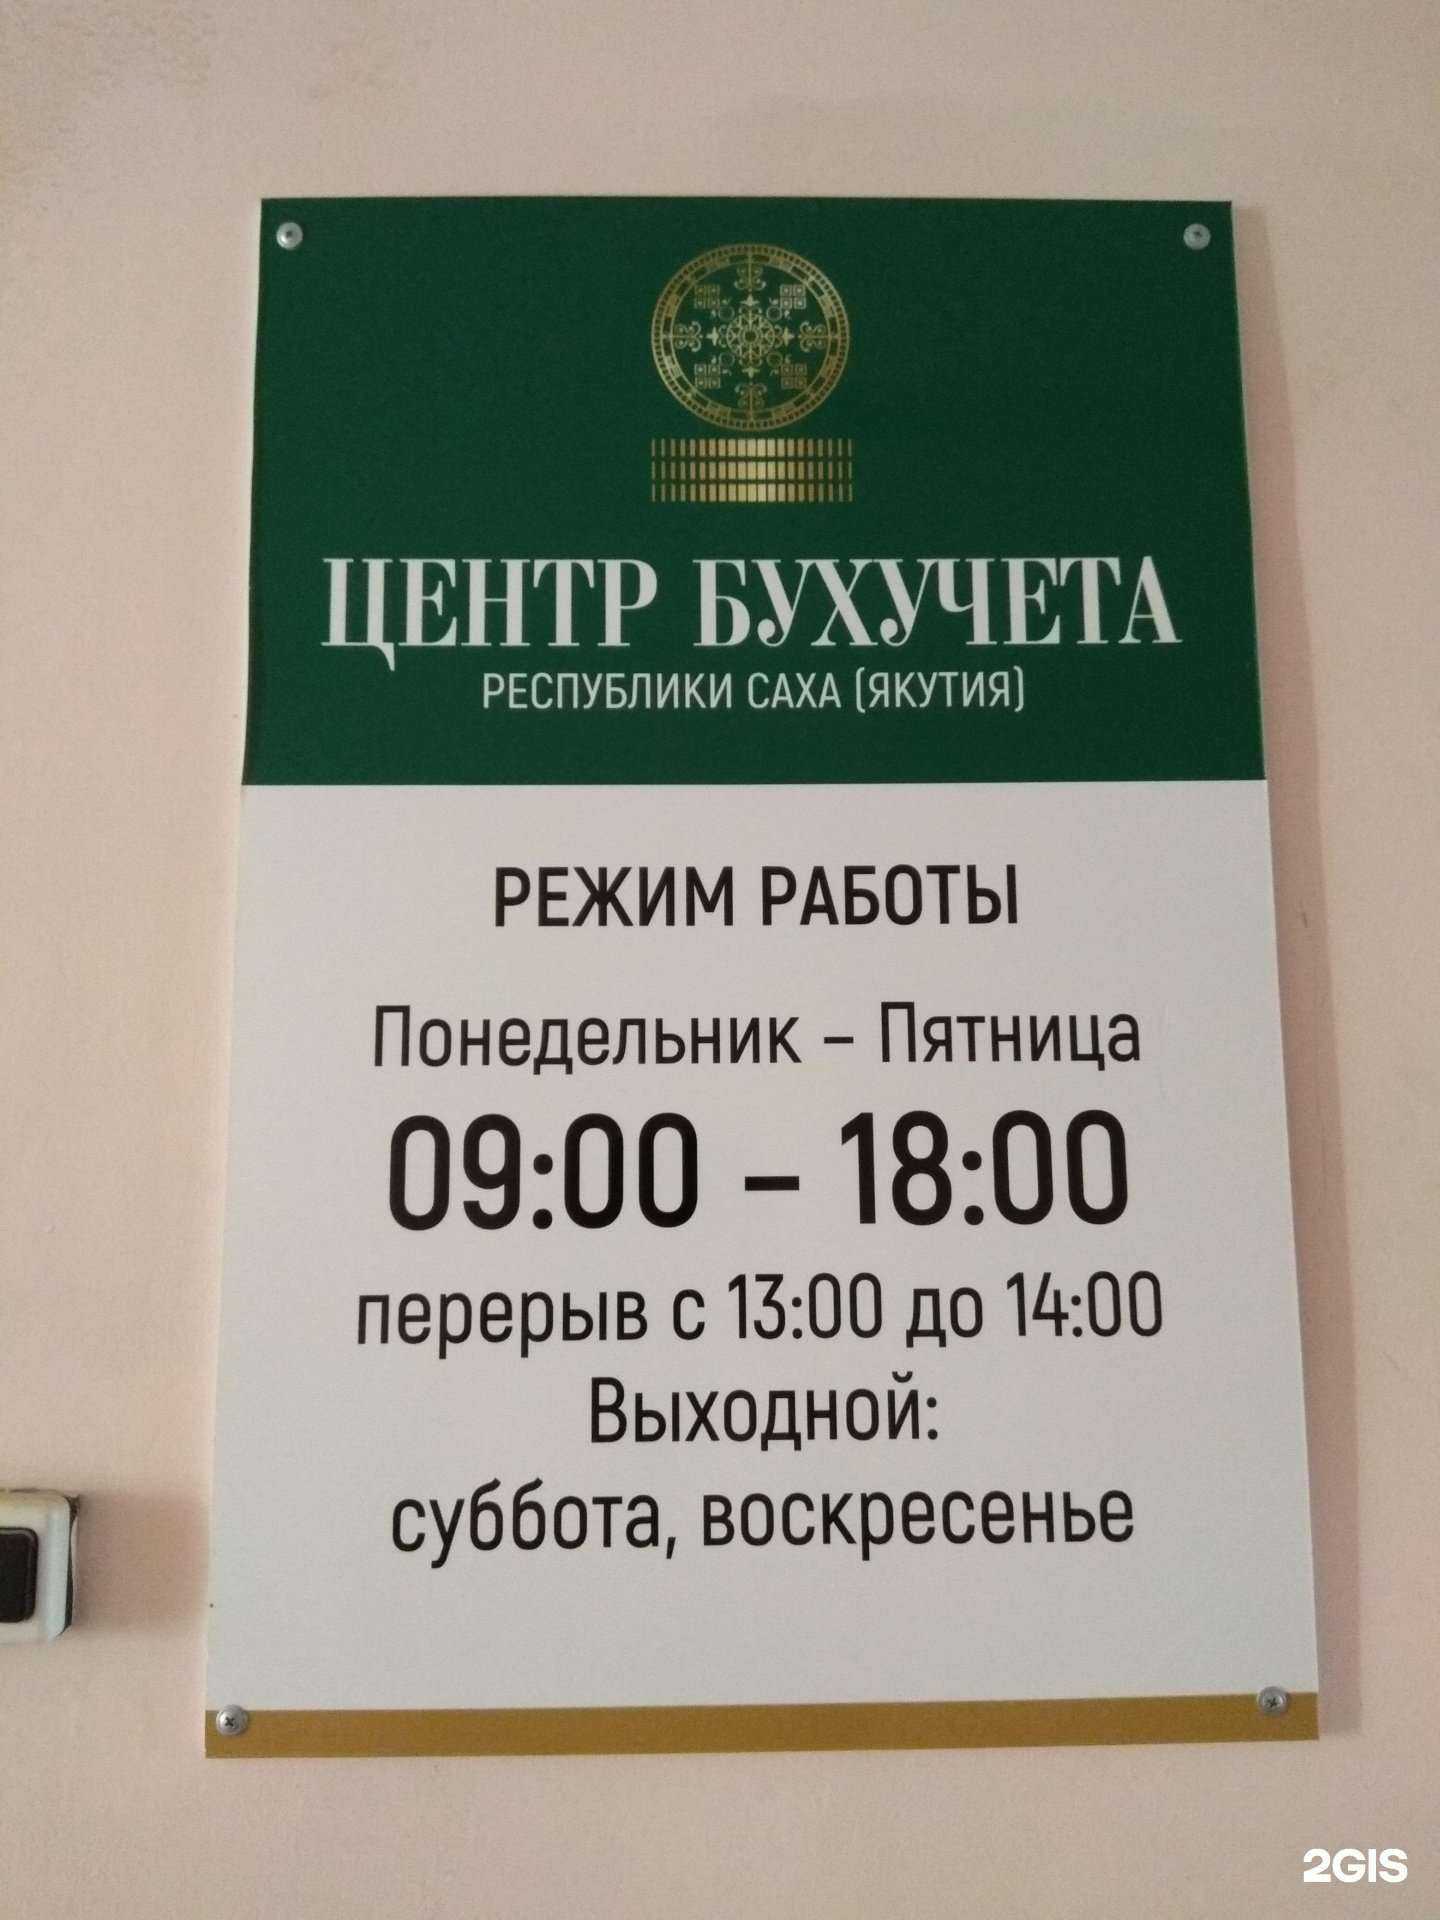 ЦЕНТР БУХУЧЕТА
РЕСПУБЛИКИ САХА (ЯКУТИЯ)
РЕЖИМ РАБОТЫ
Понедельник – Пятница
09:00 – 18:00
перерыв с 13:00 до 14:00
Выходной:
суббота, воскресенье
2GIS